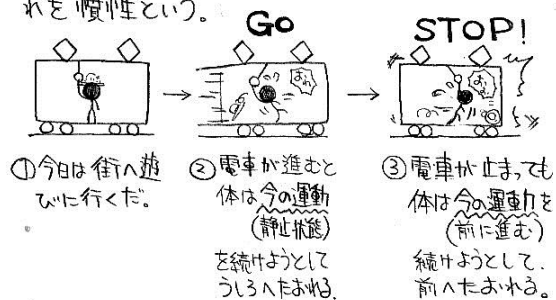 れを慣性という。
Go
STOP!
①今日は街へ遊
びに行くだ。
②電車が進むと
体は今の運動
(静止状態)
を続けようとして
うしろへたおれる.
③電車が止まっても
体は今の運動を
(前に進む)
続けようとして.
前へたおれる。